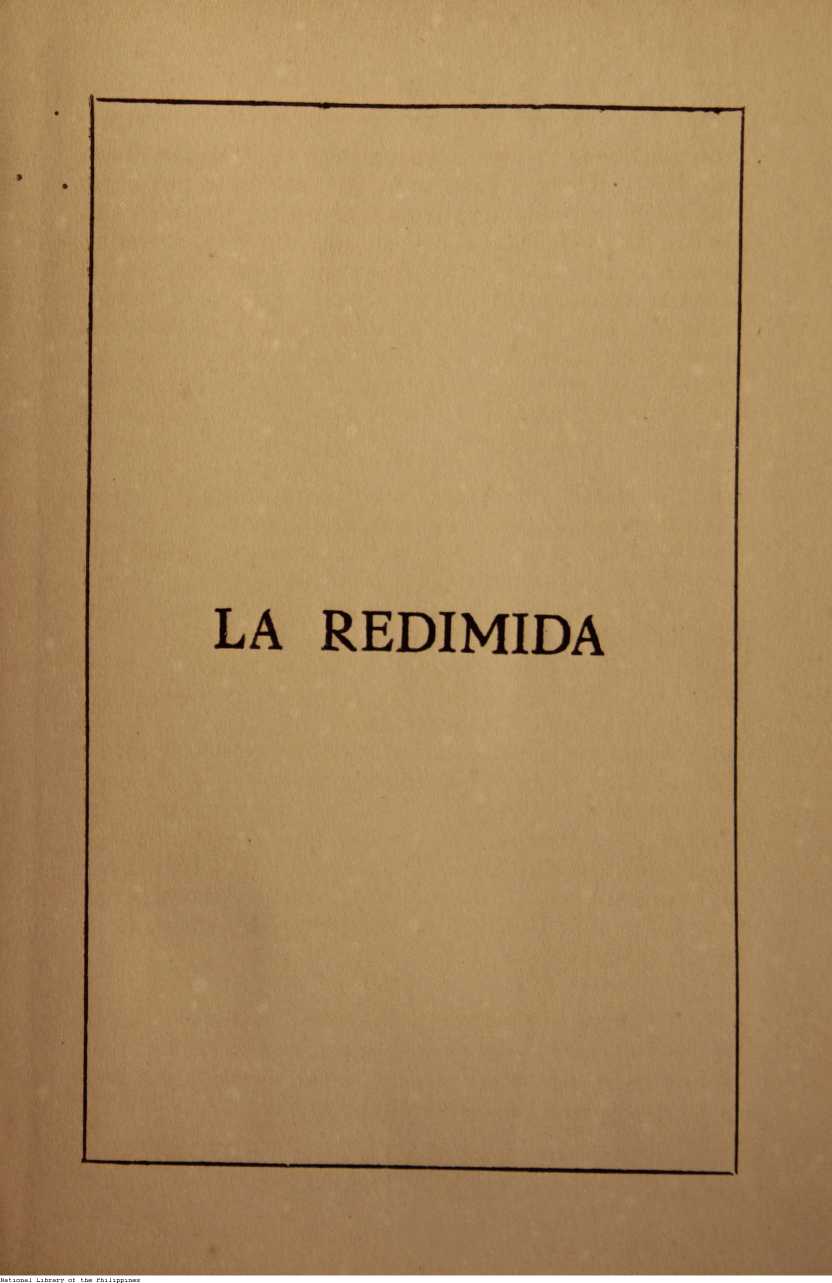 LA REDIMIDA
National Library of the Philippines